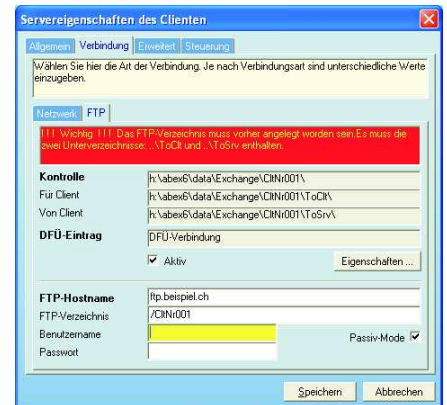 Servereigenschaften des Clienten
Allgemein Verbindung Erweitert Steuerung
Wählen Sie hier die Art der Verbindung. Je nach Verbindungsart sind unterschiedliche Werte
einzugeben.
Netzwerk FTP
!!! Wichtig !!! Das FTP-Verzeichnis muss vorher angelegt worden sein.Es muss die
zwei Unterverzeichnisse: ..\ToClt und ..\ToSrv enthalten.
Kontrolle h:\abex6\data\Exchange\CltNr001\
Für Client h:\abex6\data\Exchange\CltNr001\ToClt\
Von Client h:\abex6\data\Exchange\CltNr001\ToSrv\
DFÜ-Eintrag DFÜ-Verbindung
Aktiv Eigenschaften ...
FTP-Hostname ftp.beispiel.ch
FTP-Verzeichnis /CltNr001
Benutzername
Passiv-Mode
Passwort
Speichern Abbrechen